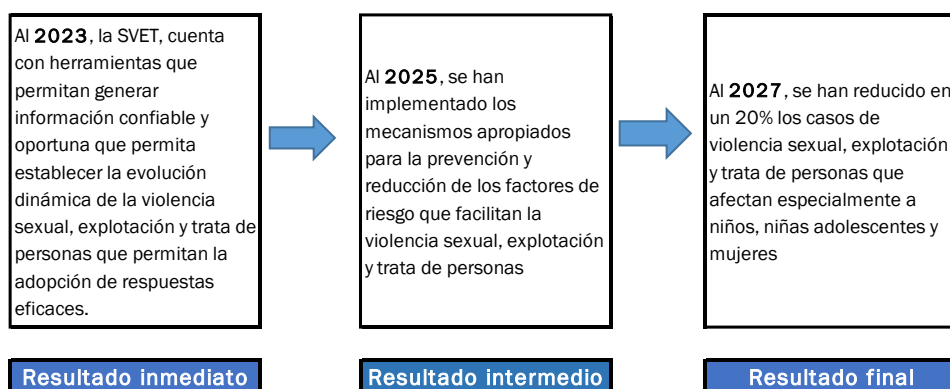 Al 2023, la SVET, cuenta
con herramientas que
permitan generar
información confiable y
oportuna que permita
establecer la evolución
dinámica de la violencia
sexual, explotación y trata de
personas que permitan la
adopción de respuestas
eficaces.
Al 2025, se han
implementado los
mecanismos apropiados
para la prevención y
reducción de los factores de
riesgo que facilitan la
violencia sexual, explotación
y trata de personas
Al 2027, se han reducido en
un 20% los casos de
violencia sexual, explotación
y trata de personas que
afectan especialmente a
niños, niñas adolescentes y
mujeres
Resultado inmediato
Resultado intermedio
Resultado final